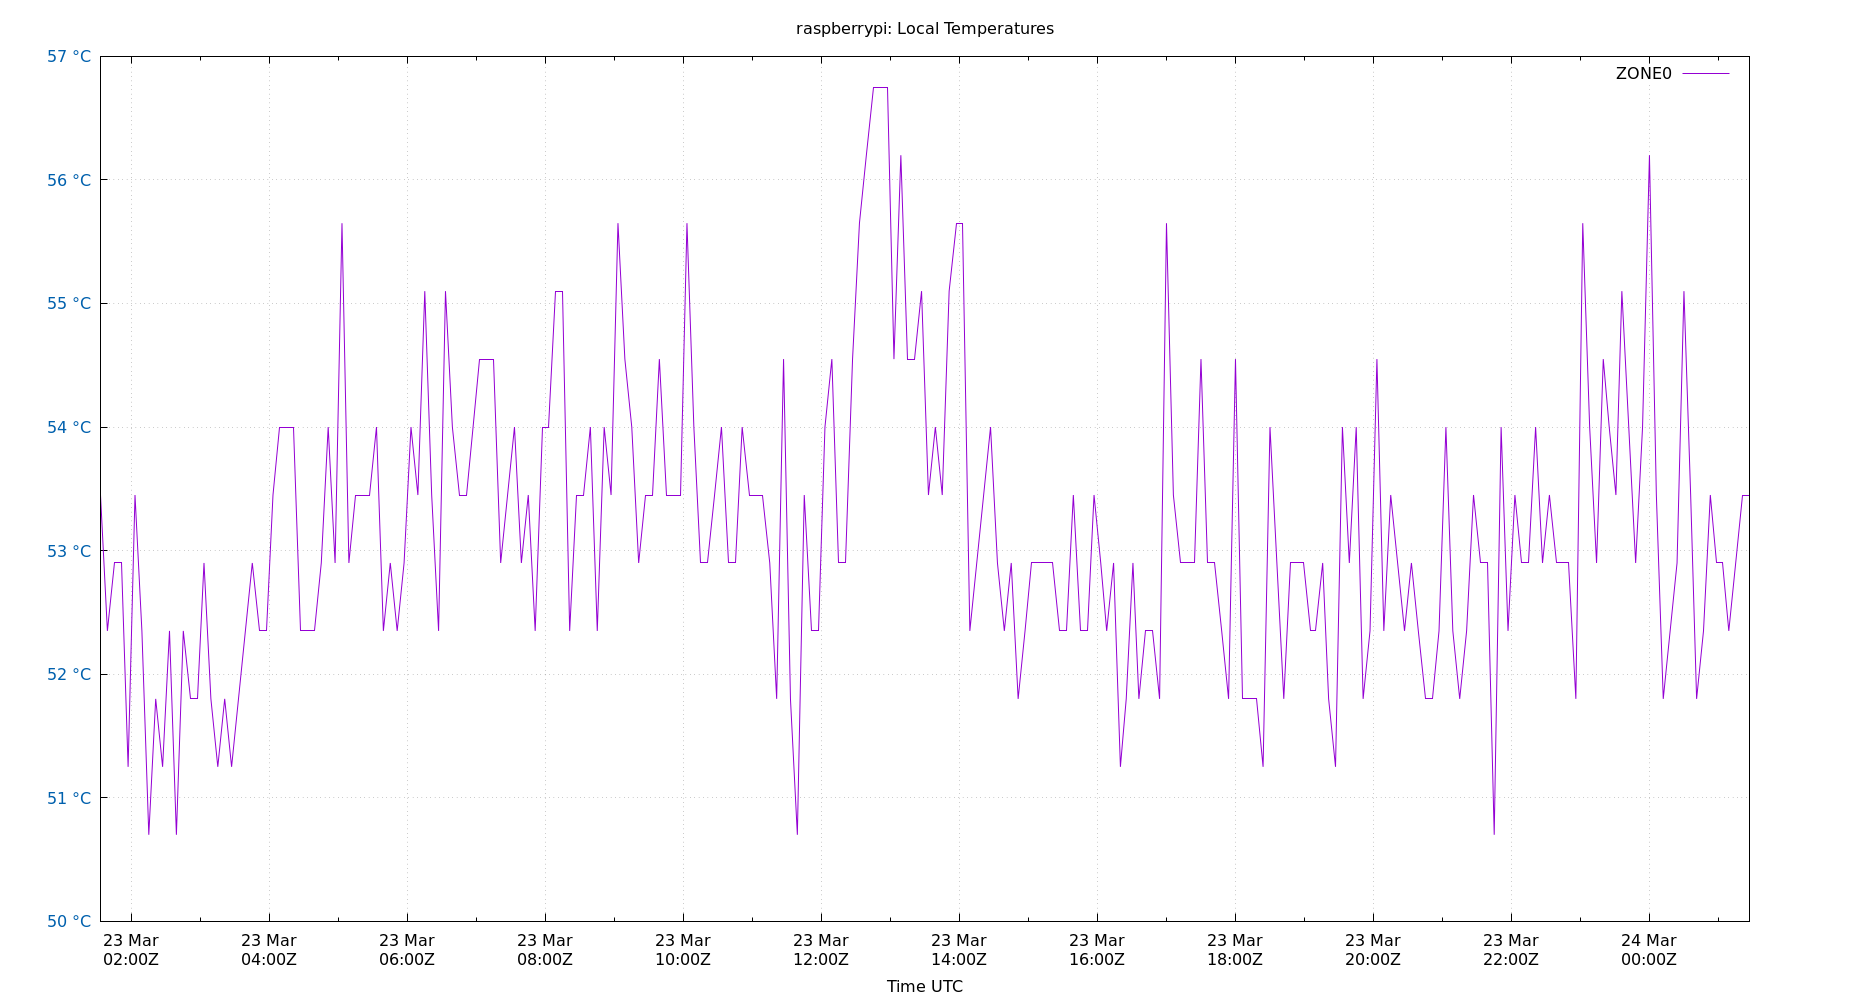 raspberrypi: Local Temperatures
57 °C
ZONE0
56 °C
55 °C
54 °C
53 °C
52 °C
51 °C
50 °C
23 Mar 23 Mar 23 Mar 23 Mar 23 Mar 23 Mar 23 Mar 23 Mar 23 Mar 23 Mar 23 Mar 24 Mar
02:00Z 04:00Z 06:00Z 08:00Z 10:00Z 12:00Z 14:00Z 16:00Z 18:00Z 20:00Z 22:00Z 00:00Z
Time UTC